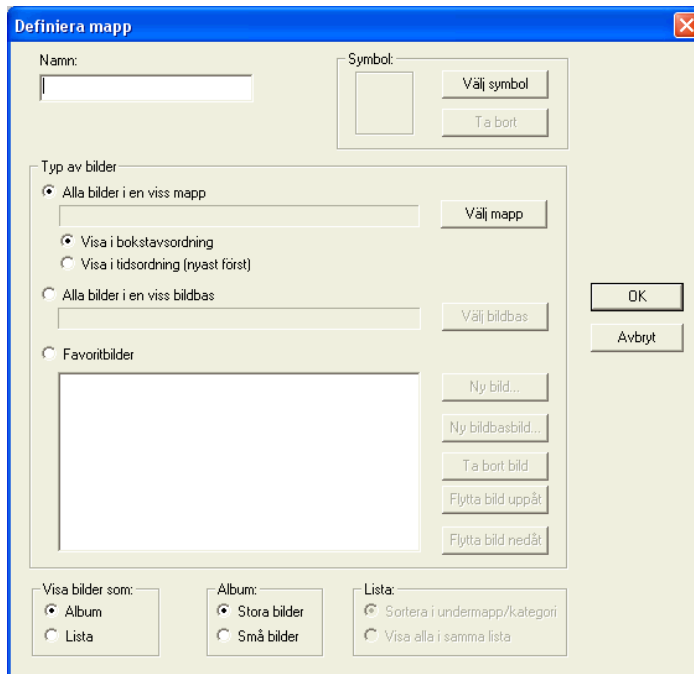 Definiera mapp
Namn:
Symbol:
Välj symbol
Ta bort
Typ av bilder
Alla bilder i en viss mapp
Välj mapp
Visa i bokstavsordning
Visa i tidsordning (nyast först)
Alla bilder i en viss bildbas
Välj bildbas
OK
Avbryt
Favoritbilder
Ny bild...
Ny bildbasbild...
Ta bort bild
Flytta bild uppåt
Flytta bild nedåt
Visa bilder som:
Album
Lista
Album:
Stora bilder
Små bilder
Lista:
Sortera i undermapp/kategori
Visa alla i samma lista